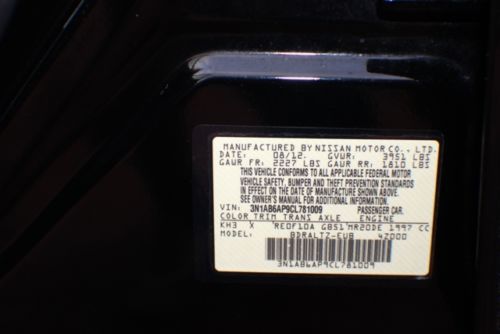 MANUFACTURED BY NISSAN MOTOR CO., LTD.
DATE: 08/12. GVWR: 3951 LBS
GAWR FR: 2227 LBS GAWR RR: 1810 LBS
THIS VEHICLE CONFORMS TO ALL
APPLICABLE FEDERAL MOTOR
VEHICLE SAFETY, BUMPER AND THEFT PREVENTION STANDARDS
IN EFFECT ON THE DATE OF MANUFACTURE SHOWN ABOVE.
SEE OWNER'S MANUAL FOR ADDITIONAL INFORMATION
VIN: 3N1AB6AP9CL781009 PASSENGER CAR.
COLOR TRIM TRANS AXLE ENGINE
KH3 X RE0F10A GB51 MR20DE 1997 CC
MODEL: BDRALTZ-EUB 42000
3N1AB6AP9CL781009